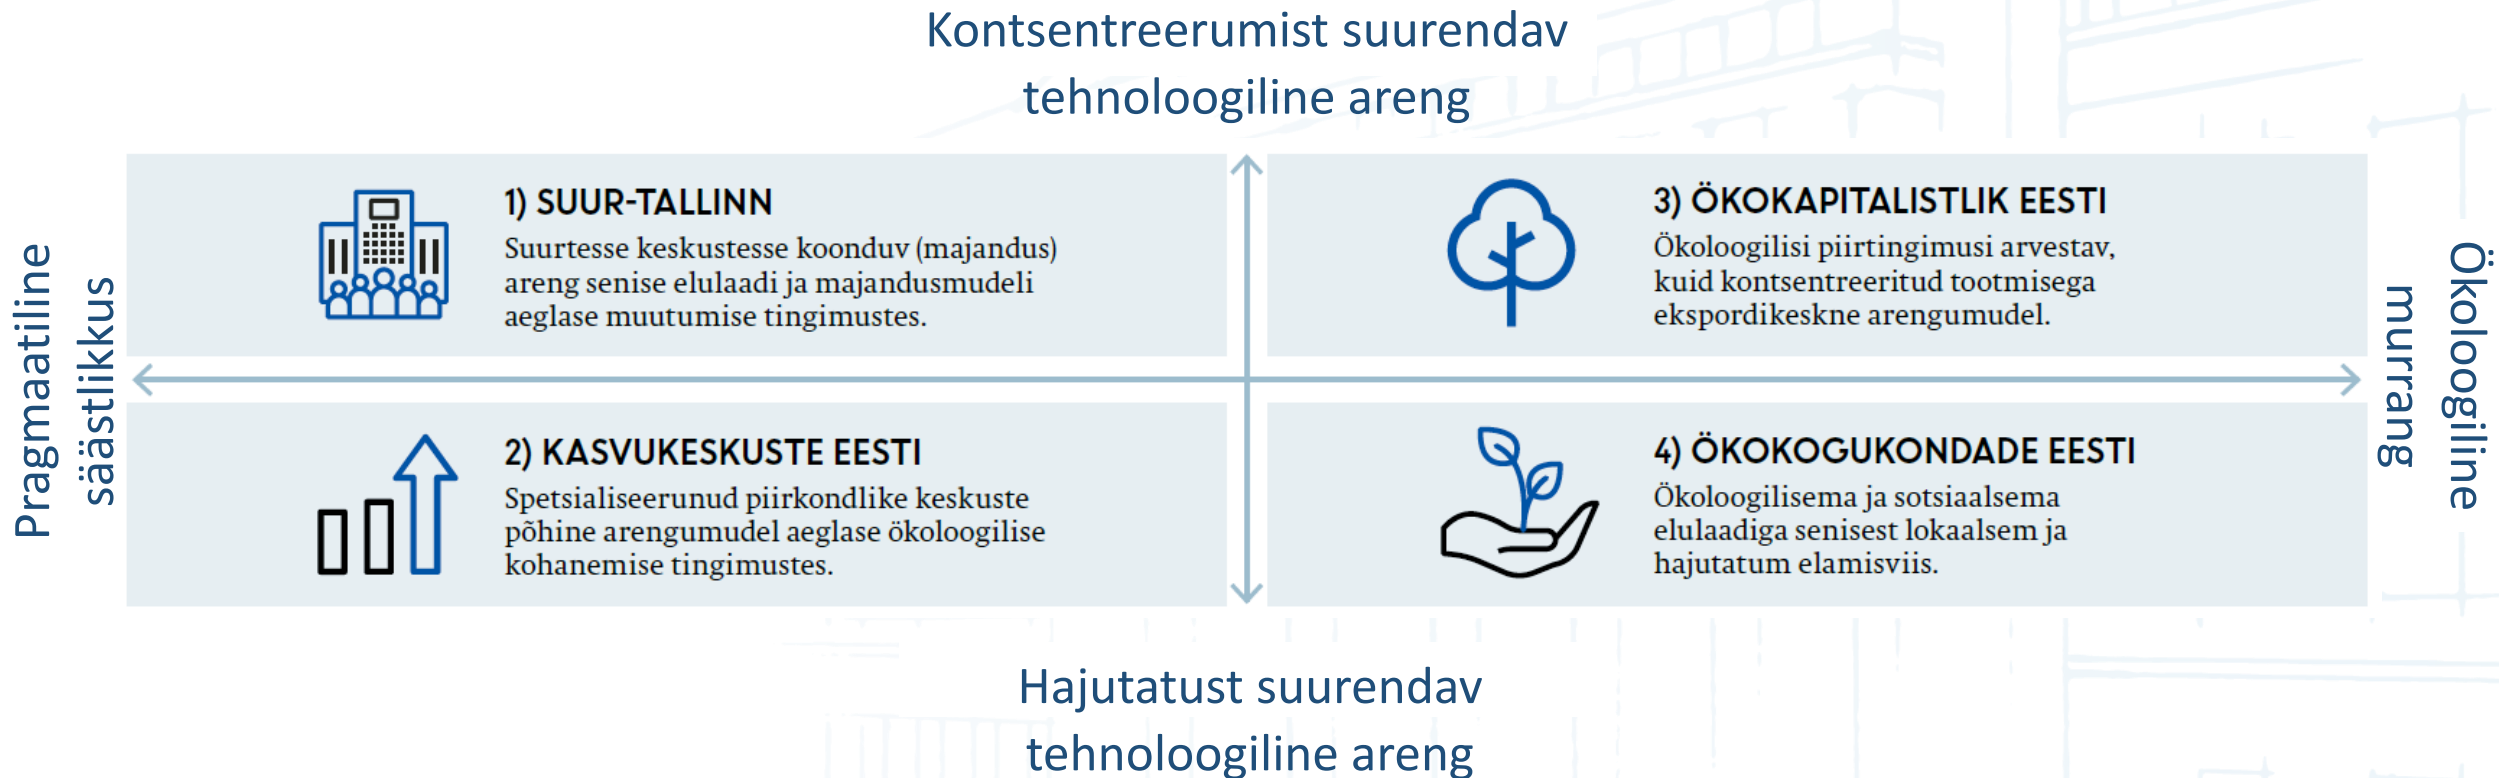 Kontsentreerumist suurendav
tehnoloogiline areng
Pragmaatiline
säästlikkus
1) SUUR-TALLINN
Suurtesse keskustesse koonduv (majandus)
areng senise elulaadi ja majandusmudeli
aeglase muutumise tingimustes.
3) ÖKOKAPITALISTLIK EESTI
Ökoloogilisi piirtingimusi arvestav,
kuid kontsentreeritud tootmisega
ekspordikeskne arengumudel.
2) KASVUKESKUSTE EESTI
Spetsialiseerunud piirkondlike keskuste
põhine arengumudel aeglase ökoloogilise
kohanemise tingimustes.
4) ÖKOKOGUKONDADE EESTI
Ökoloogilisema ja sotsiaalsema
elulaadiga senisest lokaalsem ja
hajutatum elamisviis.
Ökoloogiline
murrang
Hajutatust suurendav
tehnoloogiline areng